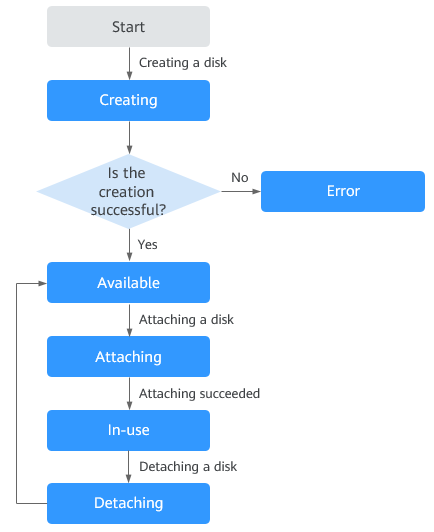 Start
Creating a disk
Creating
Is the
creation
successful?
No
Error
Yes
Available
Attaching a disk
Attaching
Attaching succeeded
In-use
Detaching a disk
Detaching